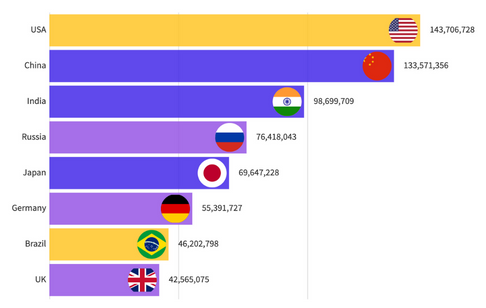 USA 143,706,728
China 133,571,356
India 98,699,709
Russia 76,418,043
Japan 69,647,228
Germany 55,391,727
Brazil 46,202,798
UK 42,565,075